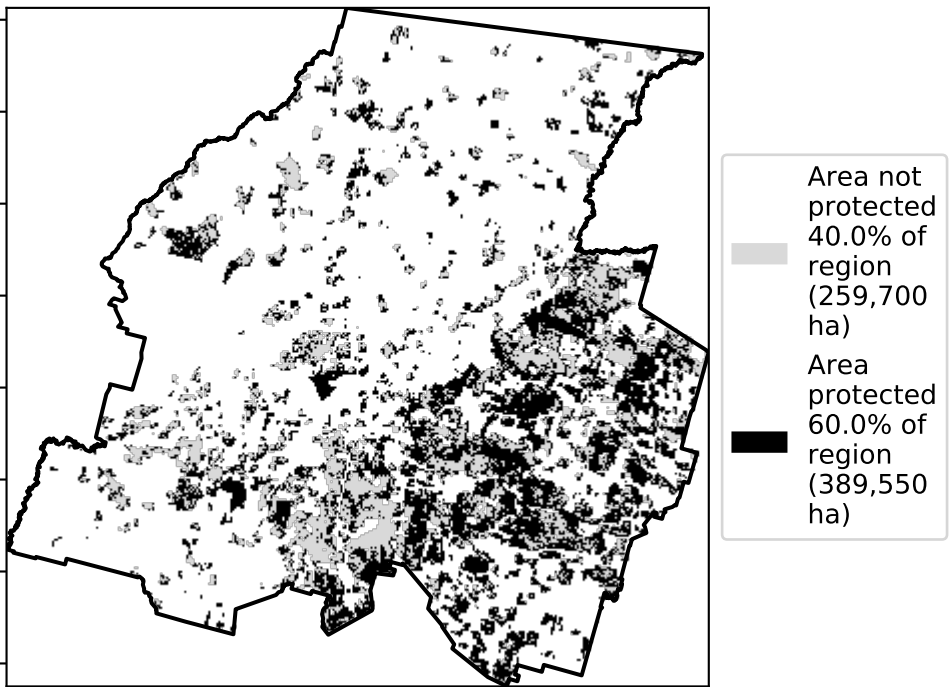 Area not
protected
40.0% of
region
(259,700
ha)
Area
protected
60.0% of
region
(389,550
ha)